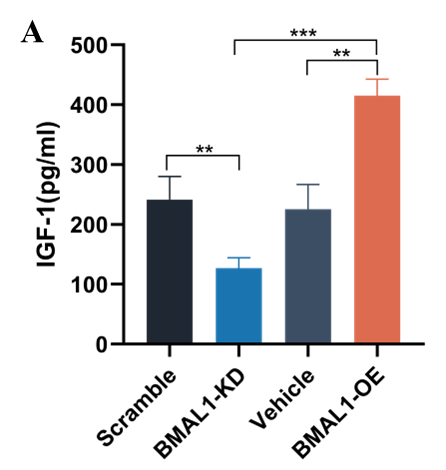 A
***
500
**
400
300
**
200
100
0
IGF-1(pg/ml)
Scramble
BMAL1-KD
Vehicle
BMAL1-OE